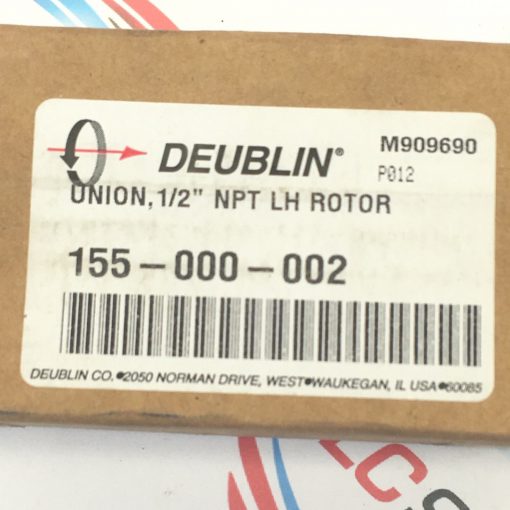 DEUBLIN®
M909690
P012
UNION,1/2" NPT LH ROTOR
155-000-002
DEUBLIN CO.•2050 NORMAN DRIVE, WEST•WAUKEGAN, IL USA•60085